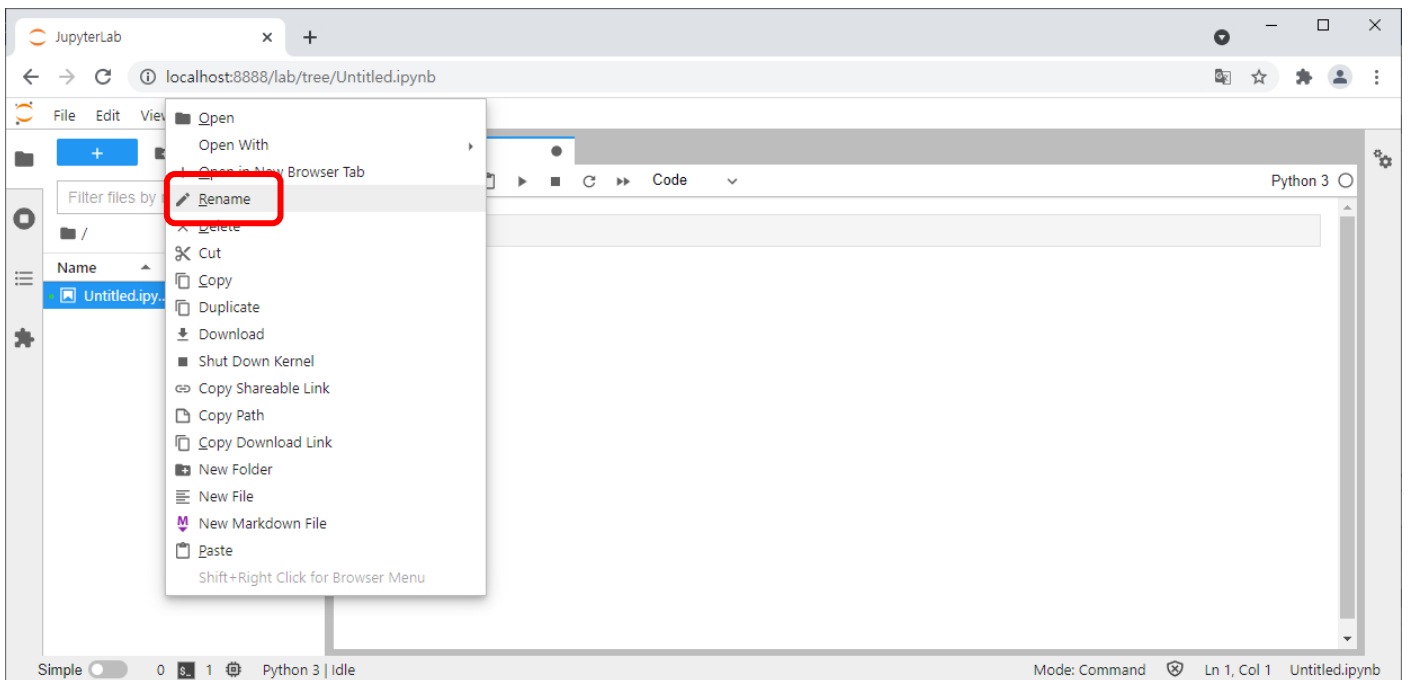 JupyterLab
localhost:8888/lab/tree/Untitled.ipynb
File Edit View
Open
Open With
Open in New Browser Tab
Code
Python 3
Filter files by
Rename
/
Delete
Cut
Name
Copy
Untitled.ipy...
Duplicate
Download
Shut Down Kernel
Copy Shareable Link
Copy Path
Copy Download Link
New Folder
New File
New Markdown File
Paste
Shift+Right Click for Browser Menu
Simple 0 $_ 1 Python 3 | Idle Mode: Command Ln 1, Col 1 Untitled.ipynb